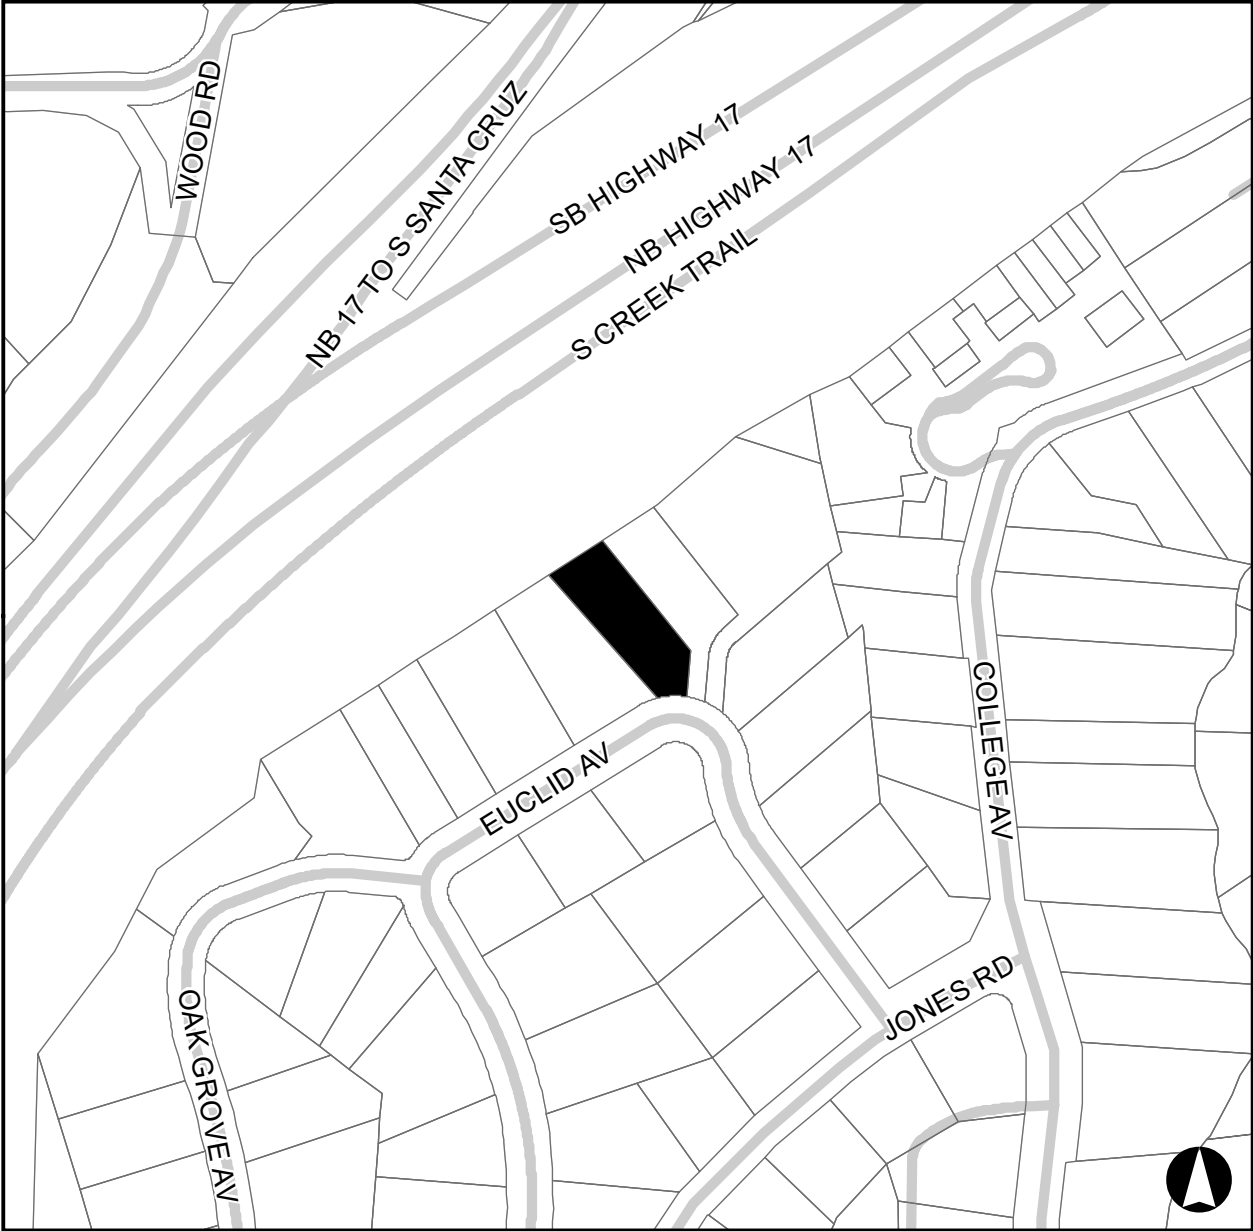 WOOD RD
NB 17 TO S SANTA CRUZ
SB HIGHWAY 17
NB HIGHWAY 17
S CREEK TRAIL
EUCLID AV
COLLEGE AV
JONES RD
OAK GROVE AV